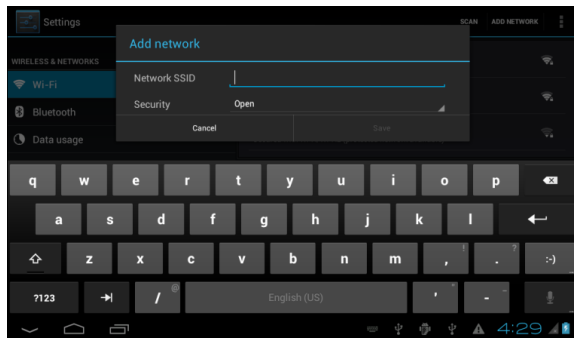 Settings
SCAN
ADD NETWORK
Add network
WIRELESS & NETWORKS
Wi-Fi
Bluetooth
Data usage
Network SSID
Security
Open
Cancel
Save
q w e r t y u i o p
a s d f g h j k l
z x c v b n m , ! . ? :-)
?123 / @ English (US) ' " - _
4:29